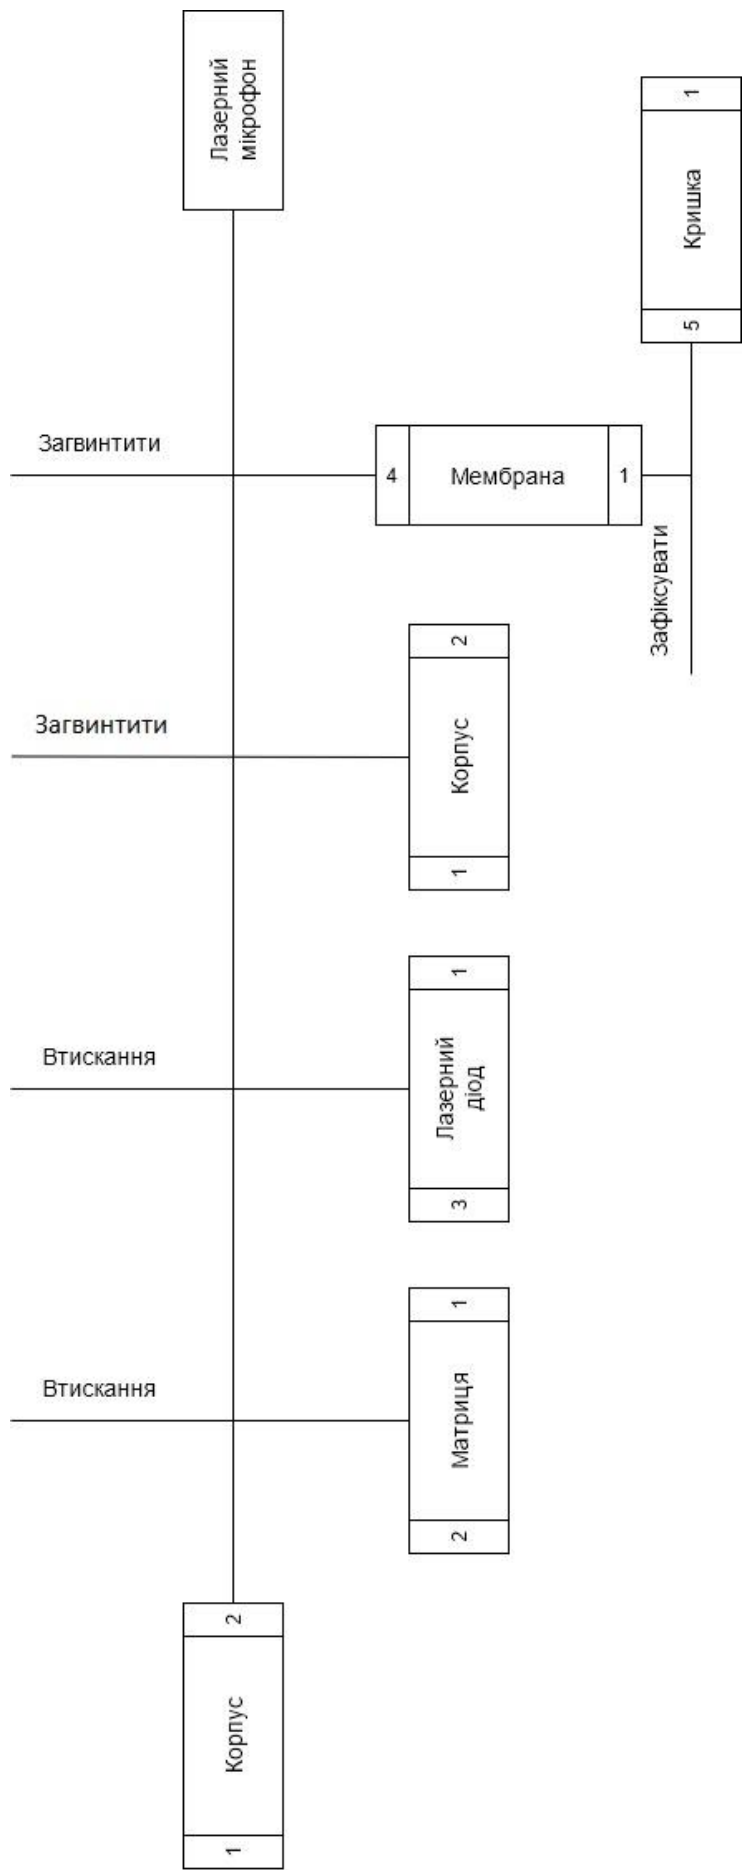 Лазерний
мікрофон
1
Кришка
5
Загвинтити
4
Мембрана
1
Зафіксувати
Загвинтити
2
Корпус
1
Втискання
1
Лазерний
діод
3
Втискання
1
Матриця
2
2
Корпус
1